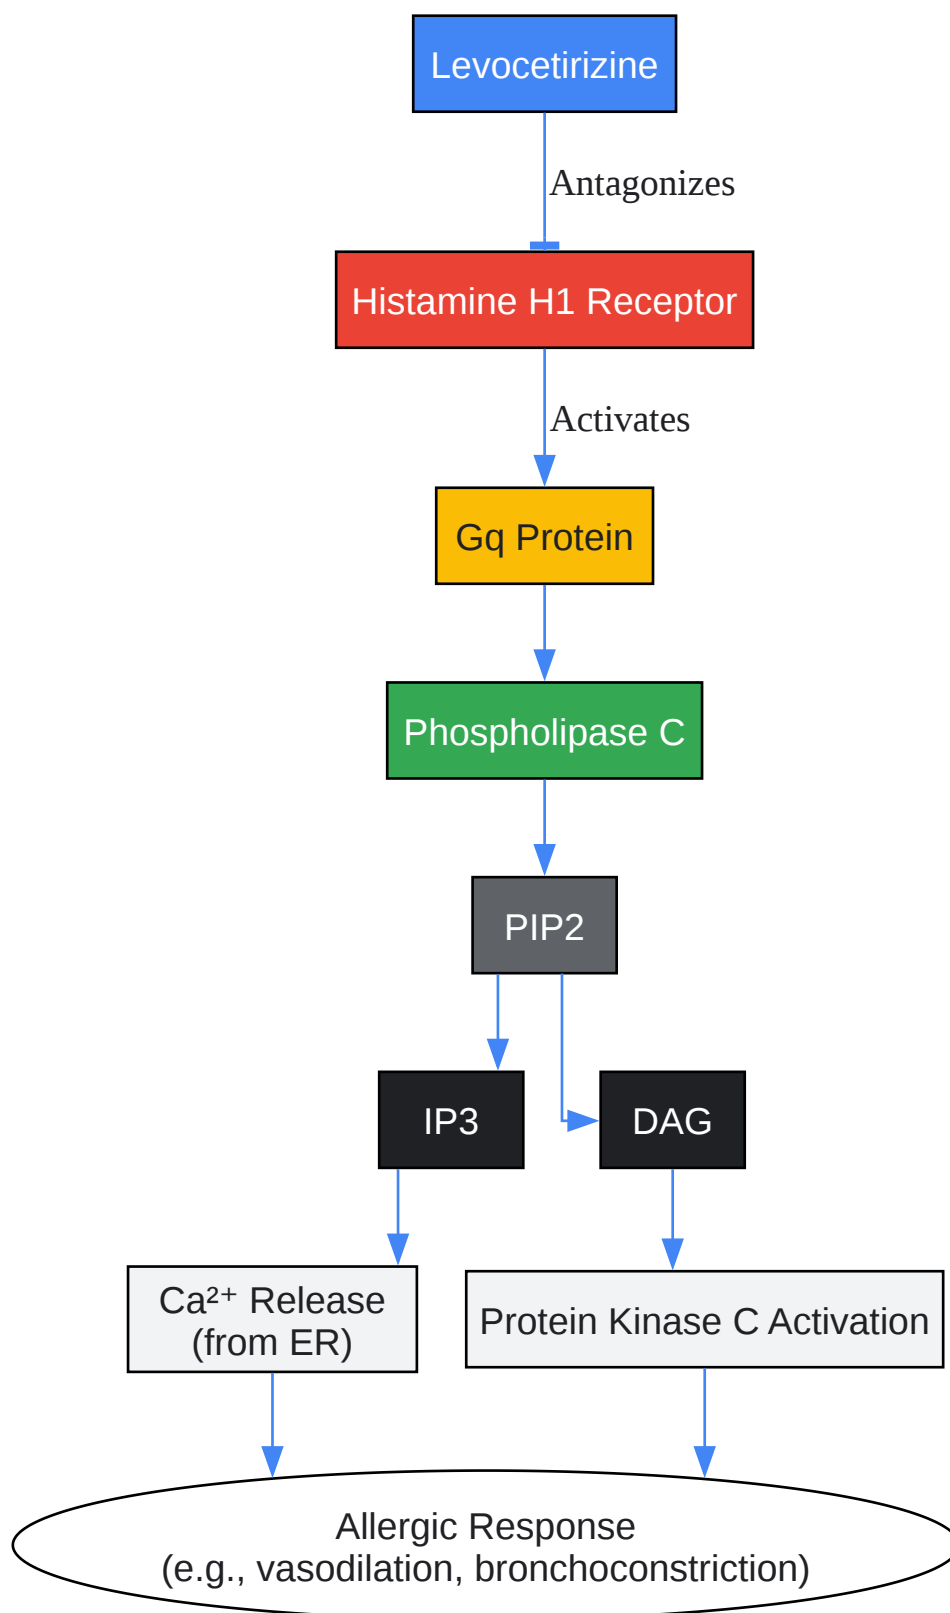 Levocetirizine
Antagonizes
Histamine H1 Receptor
Activates
Gq Protein
Phospholipase C
PIP2
IP3
DAG
Ca²⁺ Release
(from ER)
Protein Kinase C Activation
Allergic Response
(e.g., vasodilation, bronchoconstriction)